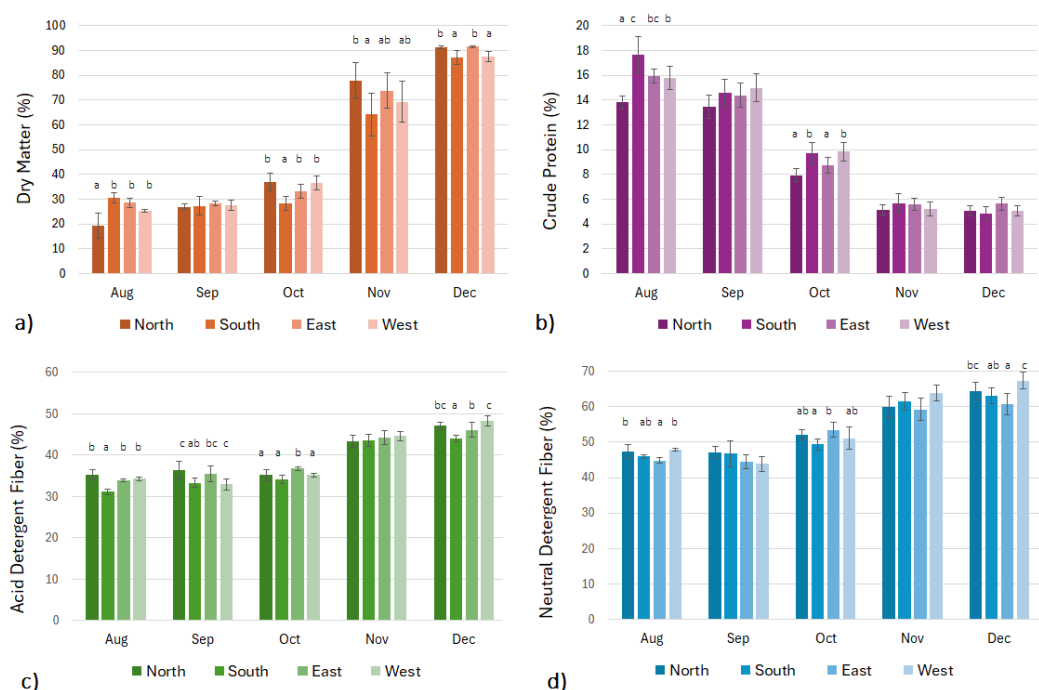 a c bc b
b a ab ab
b a b a
a b b b
b a b b
a b a b
100
90
80
70
60
50
40
30
20
10
0
Dry Matter (%)
Aug Sep Oct Nov Dec
North South East West
a)
20
18
16
14
12
10
8
6
4
2
0
Crude Protein (%)
Aug Sep Oct Nov Dec
North South East West
b)
60
50
40
30
20
10
0
Acid Detergent Fiber (%)
b a b b
c ab bc c
a a b a
bc a b c
Aug Sep Oct Nov Dec
North South East West
c)
70
60
50
40
30
20
10
0
Neutral Detergent Fiber (%)
b ab a b
ab a b ab
bc ab a c
Aug Sep Oct Nov Dec
North South East West
d)